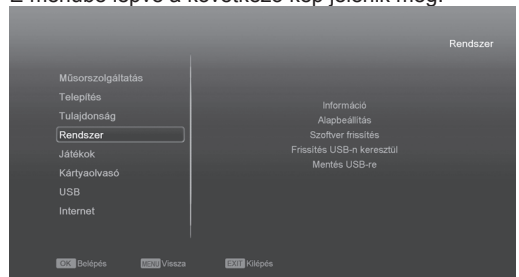 E menübe lépve a következő kép jelenik meg:
Rendszer
Műsorszolgáltatás
Telepítés
Tulajdonság
Rendszer
Játékok
Kártyaolvasó
USB
Internet
Információ
Alapbeállítás
Szoftver frissítés
Frissítés USB-n keresztül
Mentés USB-re
OK Belépés MENU Vissza EXIT Kilépés